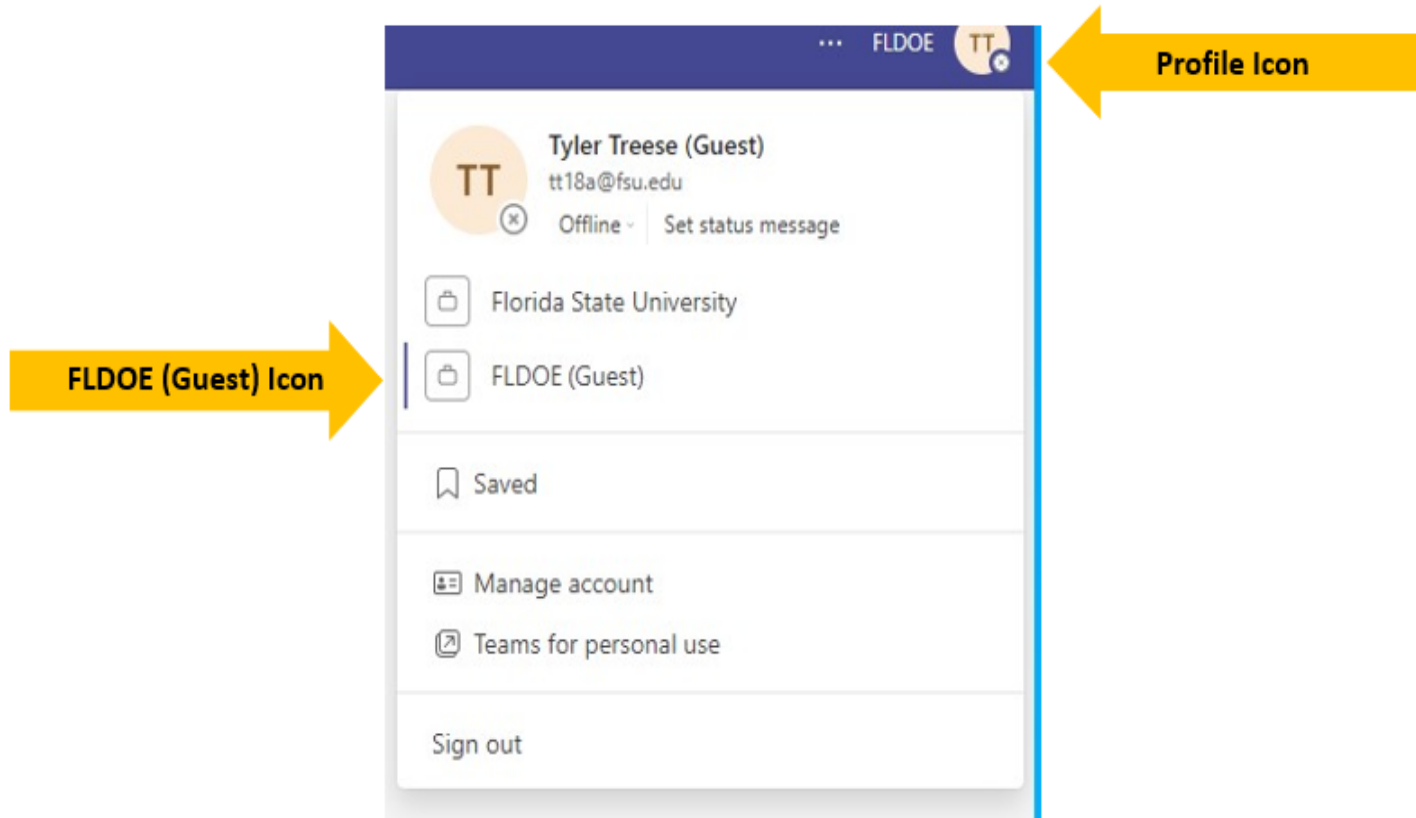 ... FLDOE TT
Profile Icon
TT
Tyler Treese (Guest)
tt18a@fsu.edu
Offline Set status message
Florida State University
FLDOE (Guest) Icon
FLDOE (Guest)
Saved
Manage account
Teams for personal use
Sign out